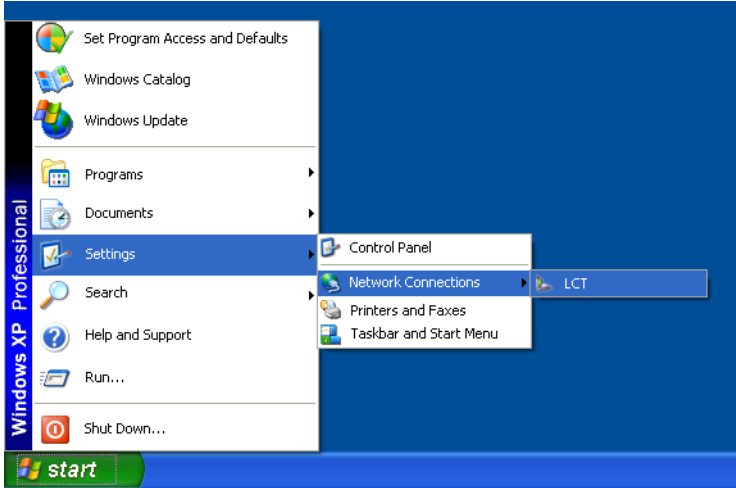 Set Program Access and Defaults
Windows Catalog
Windows Update
Programs
Documents
Settings
Search
Help and Support
Run...
Shut Down...
Windows XP Professional
Control Panel
Network Connections
Printers and Faxes
Taskbar and Start Menu
LCT
start